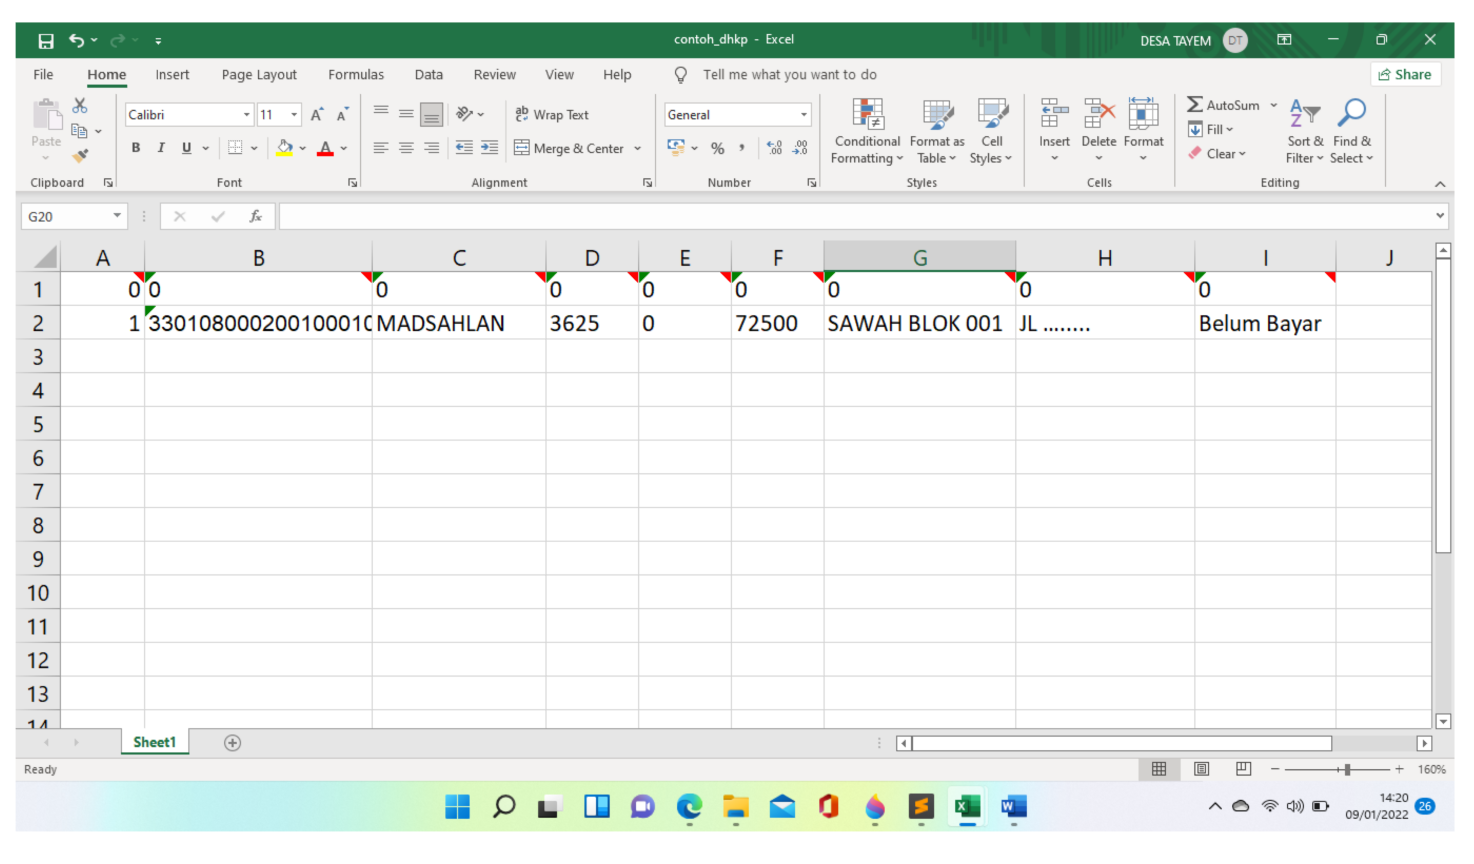 contoh_dhkp - Excel
DESA TAYEM DT
File Home Insert Page Layout Formulas Data Review View Help Tell me what you want to do Share
Paste
Calibri 11 A A
Wrap Text
General
Conditional Formatting
Format as Table
Cell Styles
Insert Delete Format
AutoSum
Fill
Clear
Sort & Filter
Find & Select
B I U A
Merge & Center
% ,
Clipboard Font Alignment Number Styles Cells Editing
G20 fx
A B C D E F G H I J
1 0 0 0 0 0 0 0 0 0
2 1 33010800020010001 MADSAHLAN 3625 0 72500 SAWAH BLOK 001 JL ........ Belum Bayar
3
4
5
6
7
8
9
10
11
12
13
14
Sheet1
Ready 160%
14:20
09/01/2022 26